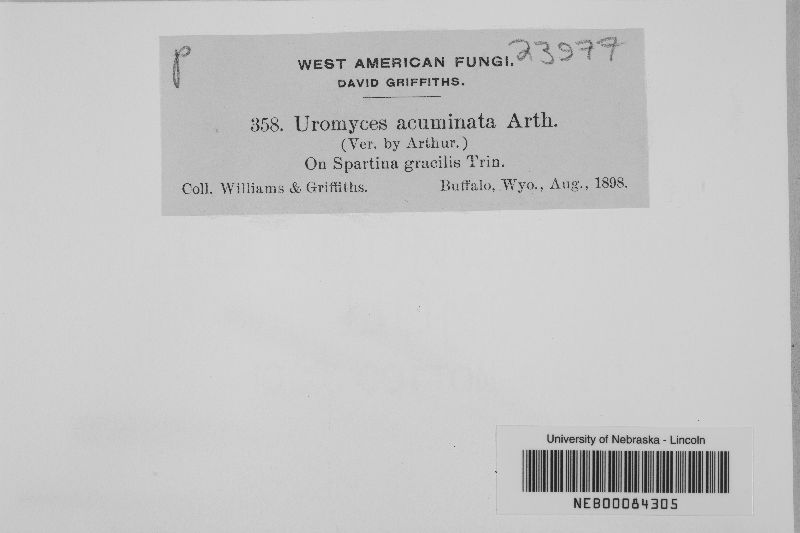 p
23977
WEST AMERICAN FUNGI.
DAVID GRIFFITHS.
358. Uromyces acuminata Arth.
(Ver. by Arthur.)
On Spartina gracilis Trin.
Coll. Williams & Griffiths. Buffalo, Wyo., Aug., 1898.
University of Nebraska - Lincoln
NEB00084305